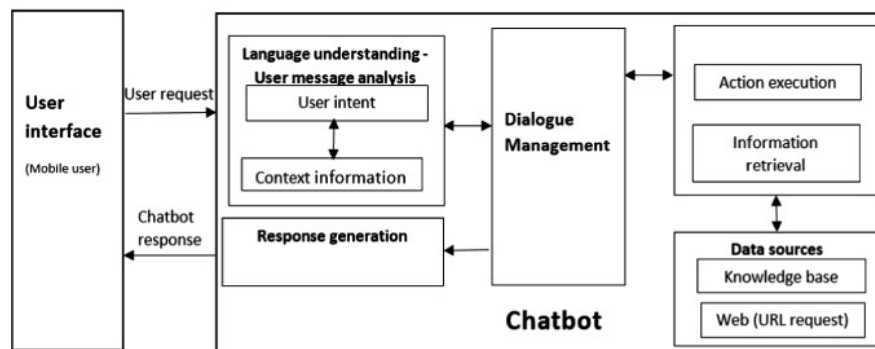 User
interface
(Mobile user)
User request
Chatbot
response
Language understanding -
User message analysis
User intent
Context information
Response generation
Dialogue
Management
Action execution
Information
retrieval
Data sources
Knowledge base
Web (URL request)
Chatbot